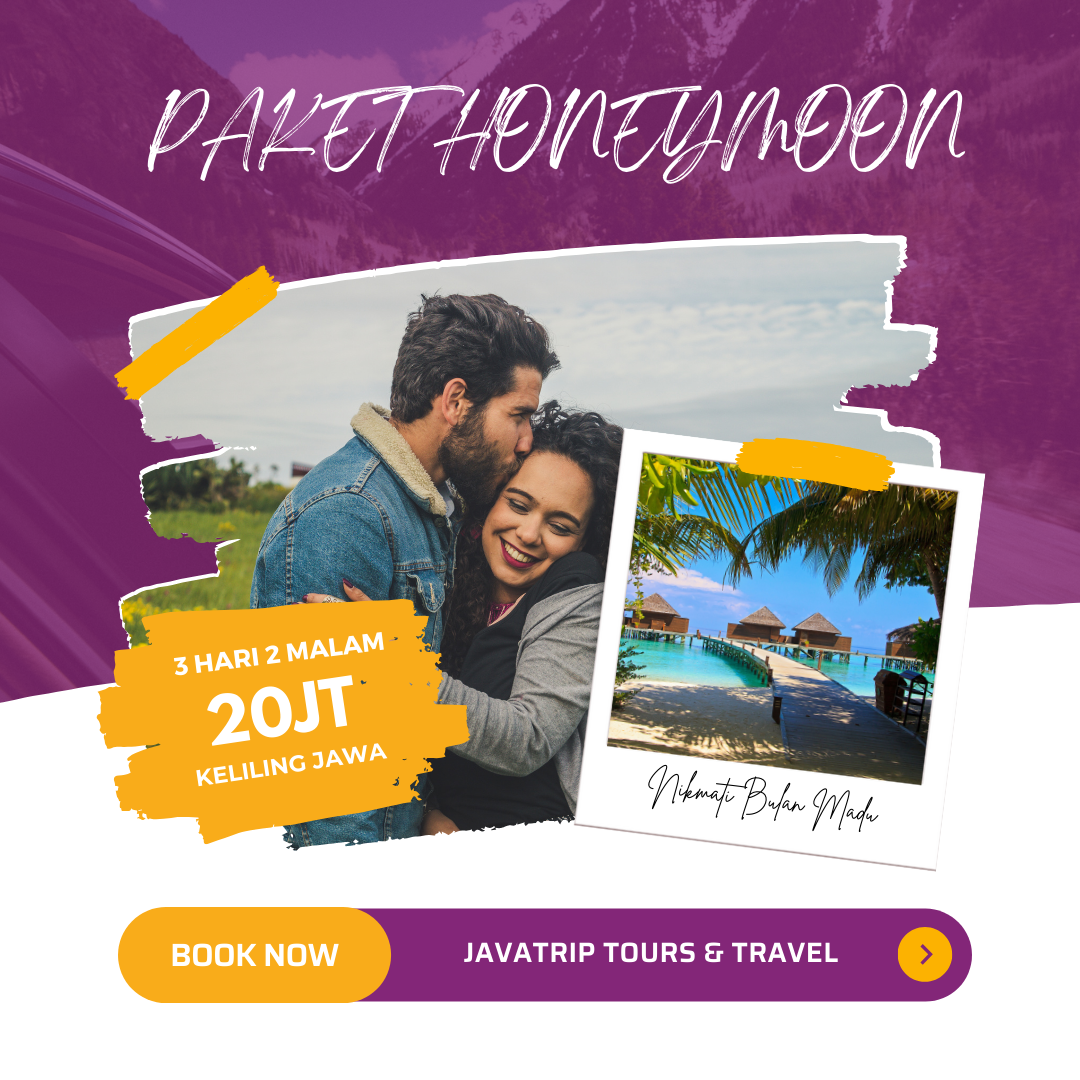 PAKET HONEYMOON
3 HARI 2 MALAM
20JT
KELILING JAWA
Nikmati Bulan Madu
BOOK NOW
JAVATRIP TOURS & TRAVEL